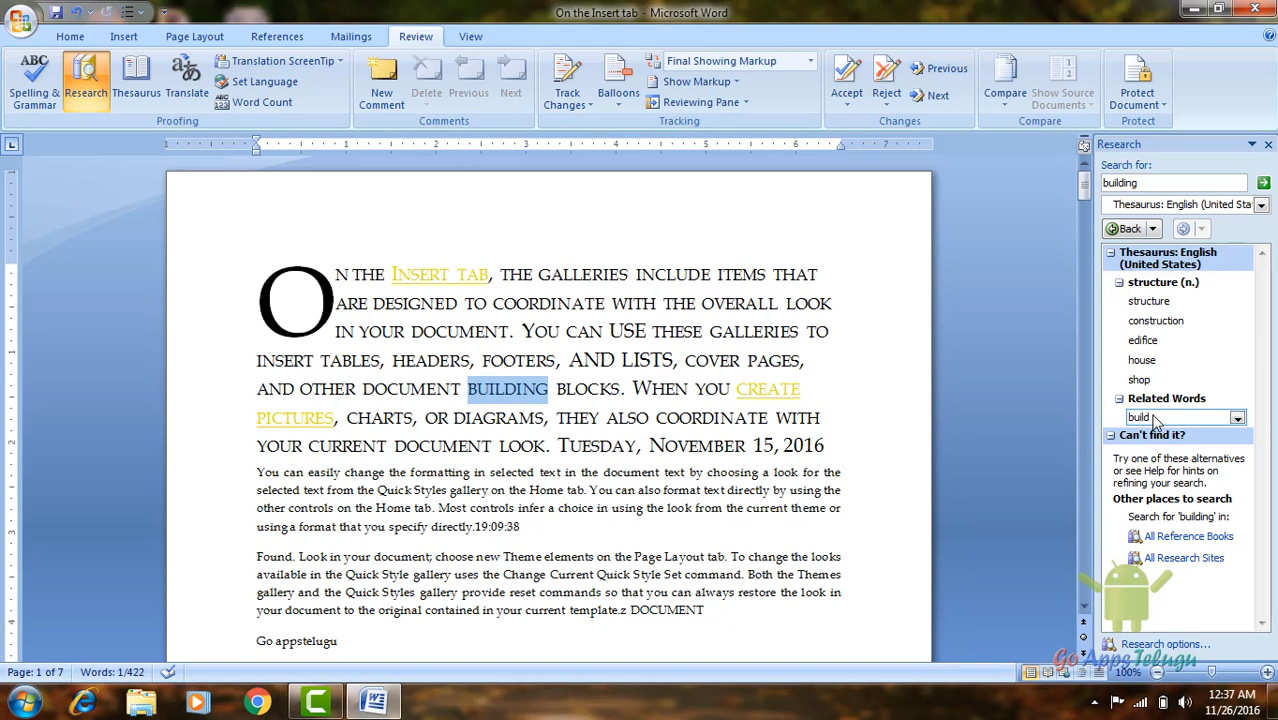 On the Insert tab - Microsoft Word
Home Insert Page Layout References Mailings Review View
ABC Spelling & Grammar
Research
Thesaurus
Translate
Translation ScreenTip
Set Language
ABC 123 Word Count
Proofing
New Comment
Delete
Previous
Next
Comments
Track Changes
Balloons
Final Showing Markup
Show Markup
Reviewing Pane
Tracking
Accept
Reject
Previous
Next
Changes
Compare
Show Source Documents
Compare
Protect Document
Protect
1 1 2 3 4 5 6 7
Research
Search for:
building
Thesaurus: English (United Sta
Back
Thesaurus: English
(United States)
structure (n.)
structure
construction
edifice
house
shop
Related Words
build
Can't find it?
Try one of these alternatives
or see Help for hints on
refining your search.
Other places to search
Search for 'building' in:
All Reference Books
All Research Sites
Research options...
Go Apps Telugu
ON THE INSERT TAB, THE GALLERIES INCLUDE ITEMS THAT
ARE DESIGNED TO COORDINATE WITH THE OVERALL LOOK
IN YOUR DOCUMENT. YOU CAN USE THESE GALLERIES TO
INSERT TABLES, HEADERS, FOOTERS, AND LISTS, COVER PAGES,
AND OTHER DOCUMENT BUILDING BLOCKS. WHEN YOU CREATE
PICTURES, CHARTS, OR DIAGRAMS, THEY ALSO COORDINATE WITH
YOUR CURRENT DOCUMENT LOOK. TUESDAY, NOVEMBER 15, 2016
You can easily change the formatting in selected text in the document text by choosing a look for the
selected text from the Quick Styles gallery on the Home tab. You can also format text directly by using the
other controls on the Home tab. Most controls infer a choice in using the look from the current theme or
using a format that you specify directly.19:09:38
Found. Look in your document; choose new Theme elements on the Page Layout tab. To change the looks
available in the Quick Style gallery uses the Change Current Quick Style Set command. Both the Themes
gallery and the Quick Styles gallery provide reset commands so that you can always restore the look in
your document to the original contained in your current template.z DOCUMENT
Go appstelugu
Page: 1 of 7 Words: 1/422 100%
12:37 AM
11/26/2016